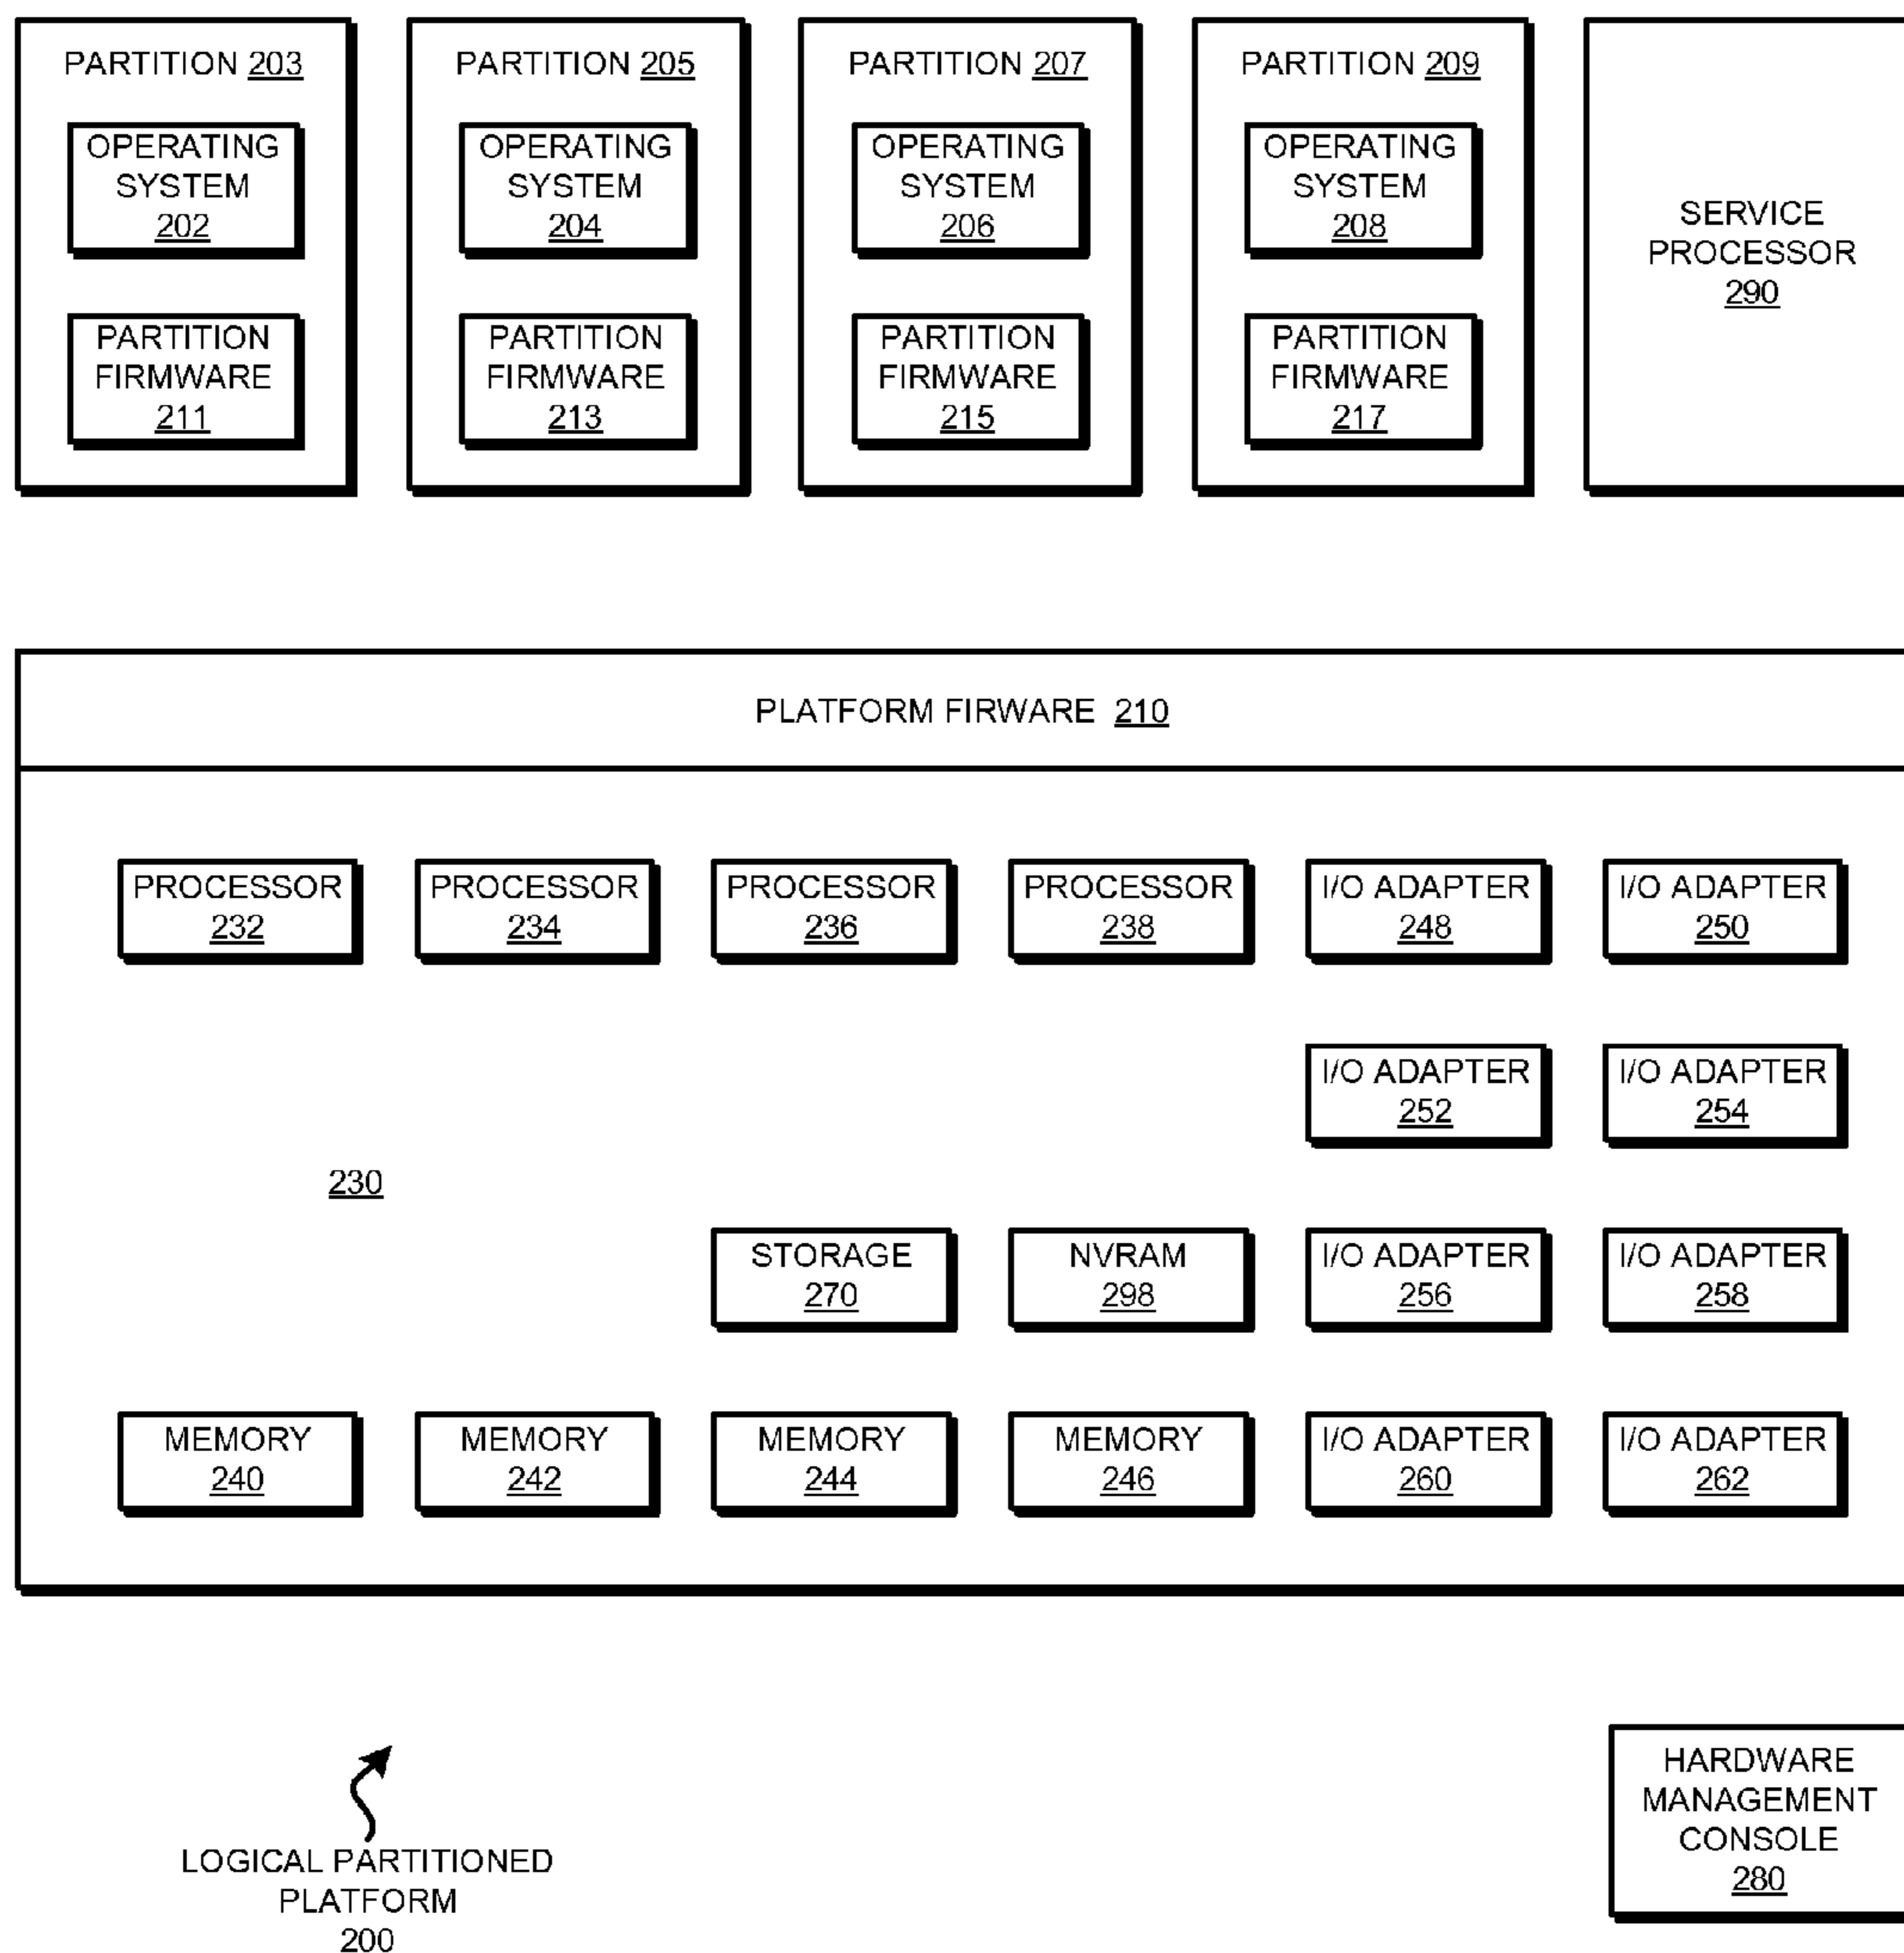 PARTITION 203
OPERATING
SYSTEM
202
PARTITION
FIRMWARE
211
PARTITION 205
OPERATING
SYSTEM
204
PARTITION
FIRMWARE
213
PARTITION 207
OPERATING
SYSTEM
206
PARTITION
FIRMWARE
215
PARTITION 209
OPERATING
SYSTEM
208
PARTITION
FIRMWARE
217
SERVICE
PROCESSOR
290
PLATFORM FIRWARE 210
PROCESSOR
232
PROCESSOR
234
PROCESSOR
236
PROCESSOR
238
I/O ADAPTER
248
I/O ADAPTER
250
I/O ADAPTER
252
I/O ADAPTER
254
230
STORAGE
270
NVRAM
298
I/O ADAPTER
256
I/O ADAPTER
258
MEMORY
240
MEMORY
242
MEMORY
244
MEMORY
246
I/O ADAPTER
260
I/O ADAPTER
262
LOGICAL PARTITIONED
PLATFORM
200
HARDWARE
MANAGEMENT
CONSOLE
280